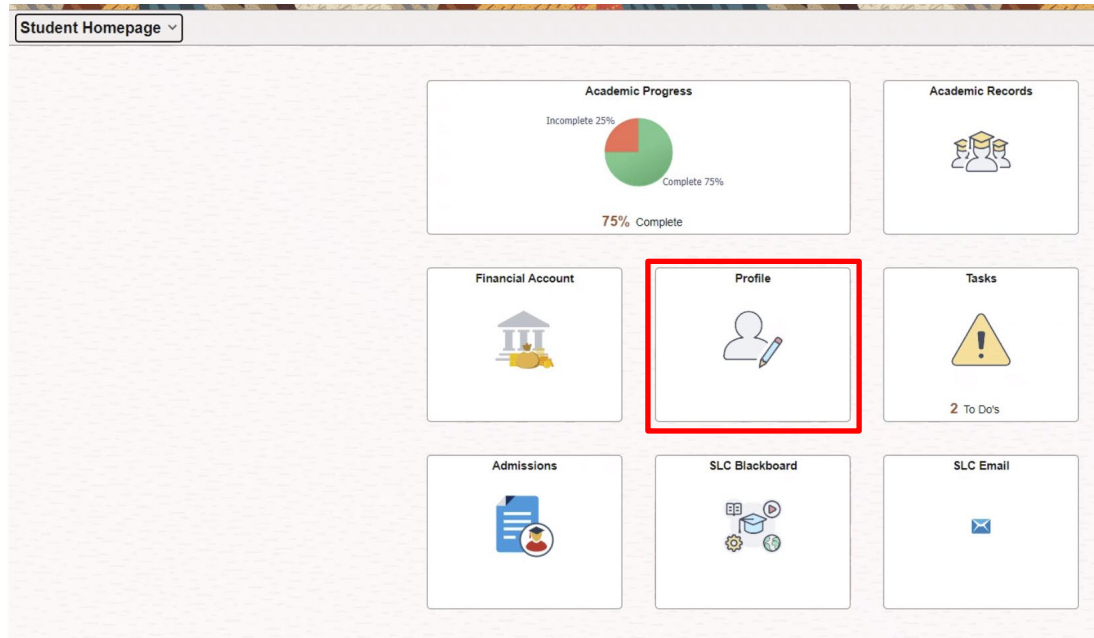 Student Homepage
Academic Progress
Incomplete 25%
Complete 75%
75% Complete
Academic Records
Financial Account
Profile
Tasks
2 To Do's
Admissions
SLC Blackboard
SLC Email